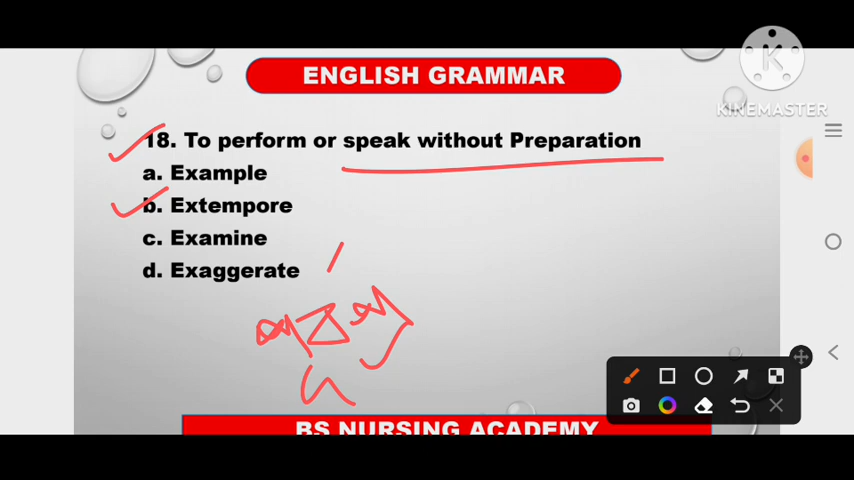 ENGLISH GRAMMAR
KINEMASTER
18. To perform or speak without Preparation
a. Example
b. Extempore
c. Examine
d. Exaggerate
BS NURSING ACADEMY